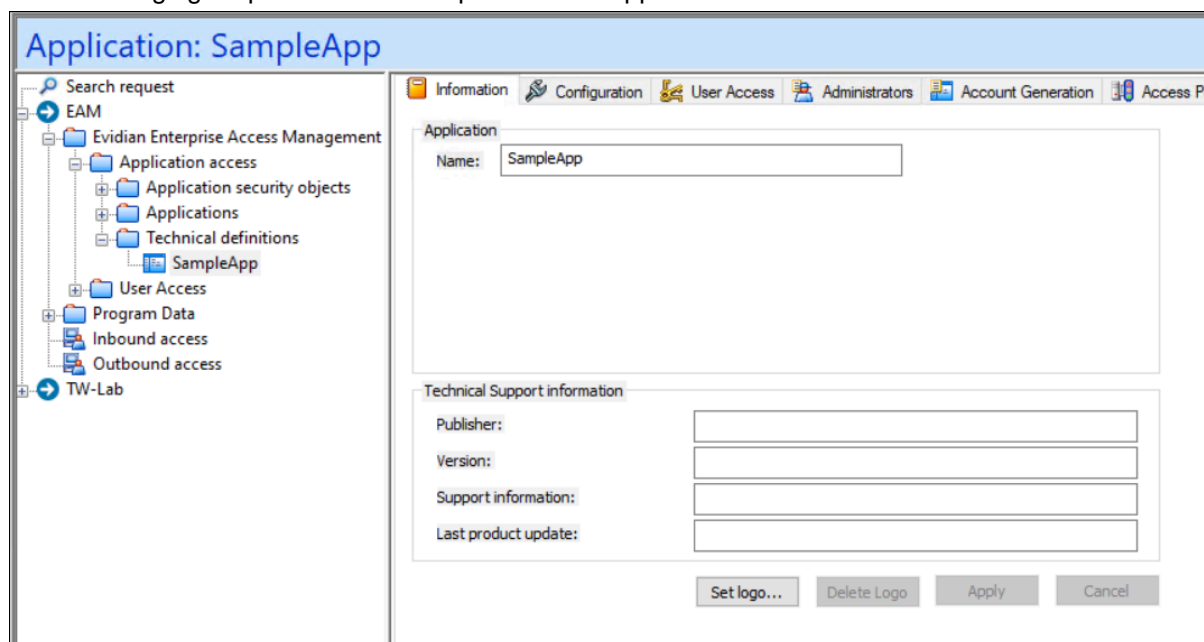 Application: SampleApp
Search request
EAM
Evidian Enterprise Access Management
Application access
Application security objects
Applications
Technical definitions
SampleApp
User Access
Program Data
Inbound access
Outbound access
TW-Lab
Information Configuration User Access Administrators Account Generation Access P
Application
Name: SampleApp
Technical Support information
Publisher:
Version:
Support information:
Last product update:
Set logo... Delete Logo Apply Cancel